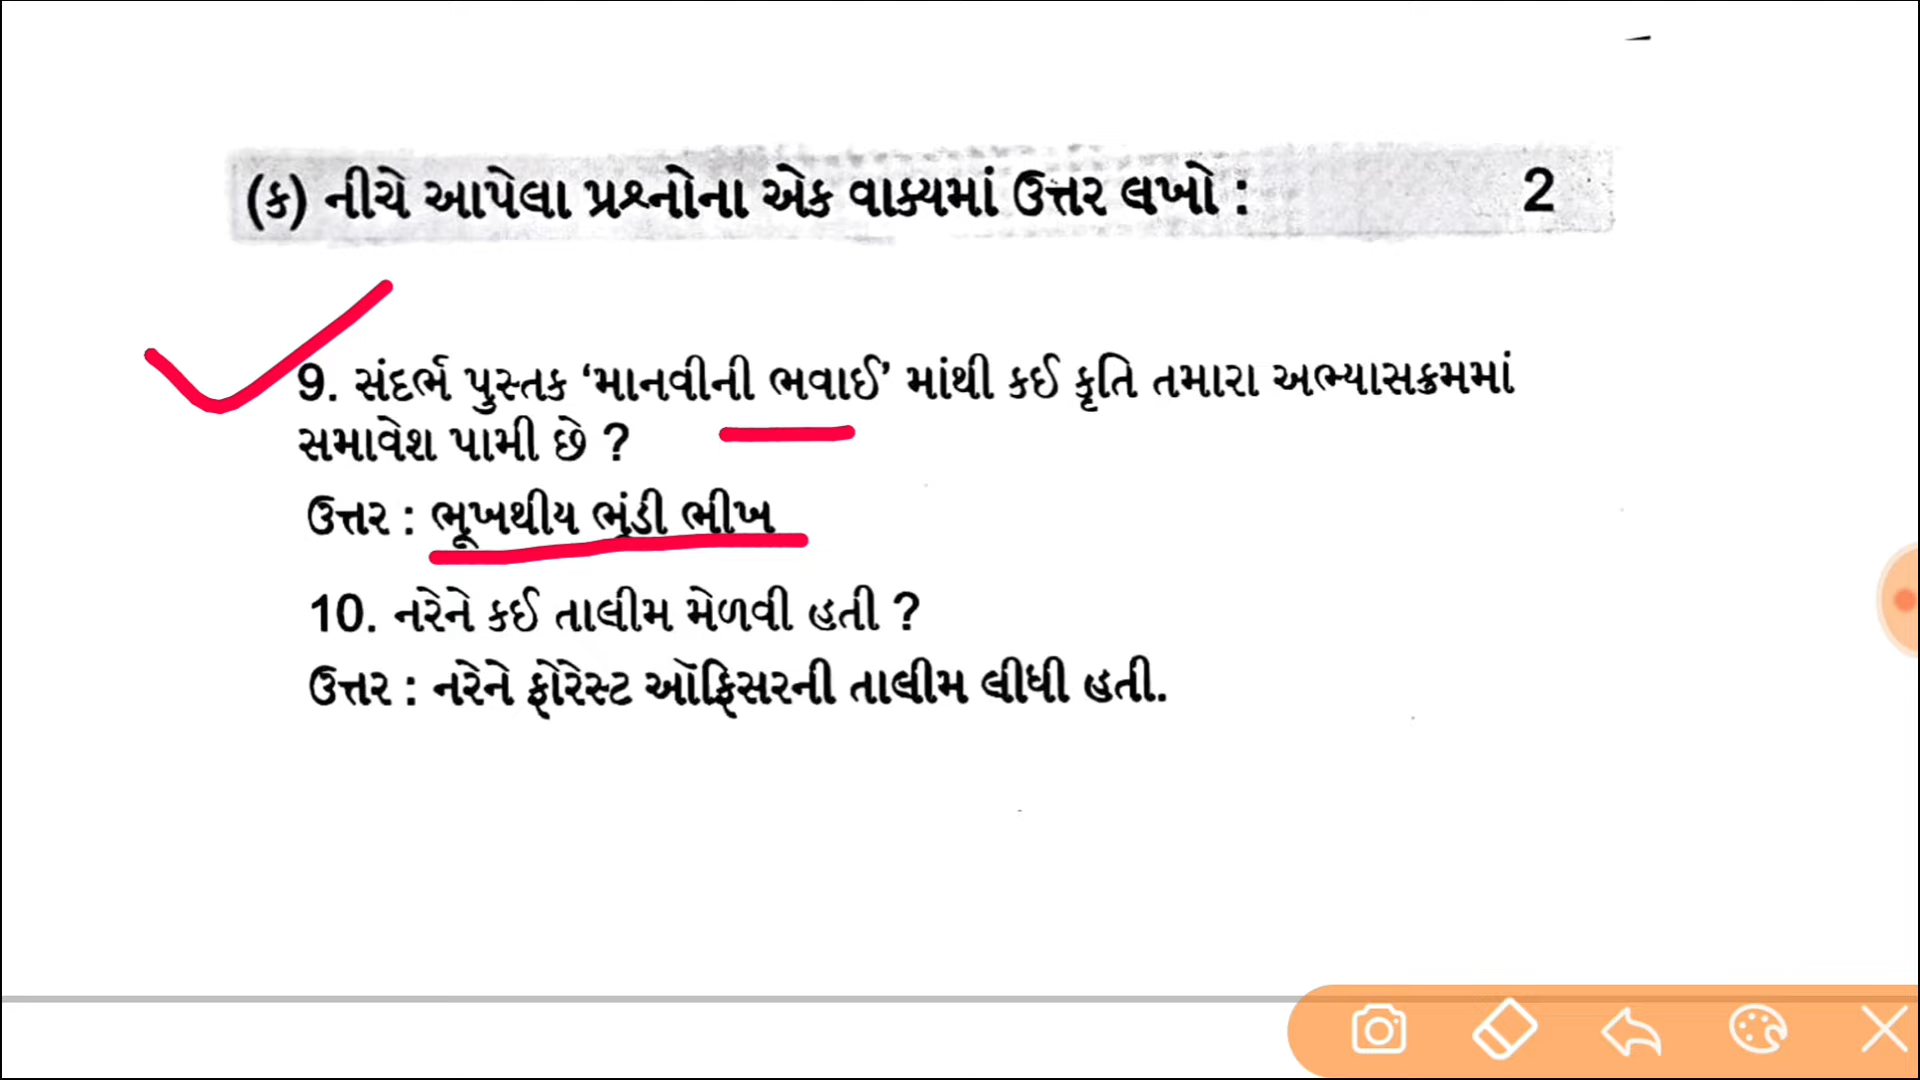 (ક) નીચે આપેલા પ્રશ્નોના એક વાક્યમાં ઉત્તર લખો : 2
9. સંદર્ભ પુસ્તક ‘માનવીની ભવાઈ’ માંથી કઈ કૃતિ તમારા અભ્યાસક્રમમાં
સમાવેશ પામી છે ?
ઉત્તર : ભૂખથીય ભૂંડી ભીખ
10. નરેને કઈ તાલીમ મેળવી હતી ?
ઉત્તર : નરેને ફોરેસ્ટ ઑફિસરની તાલીમ લીધી હતી.